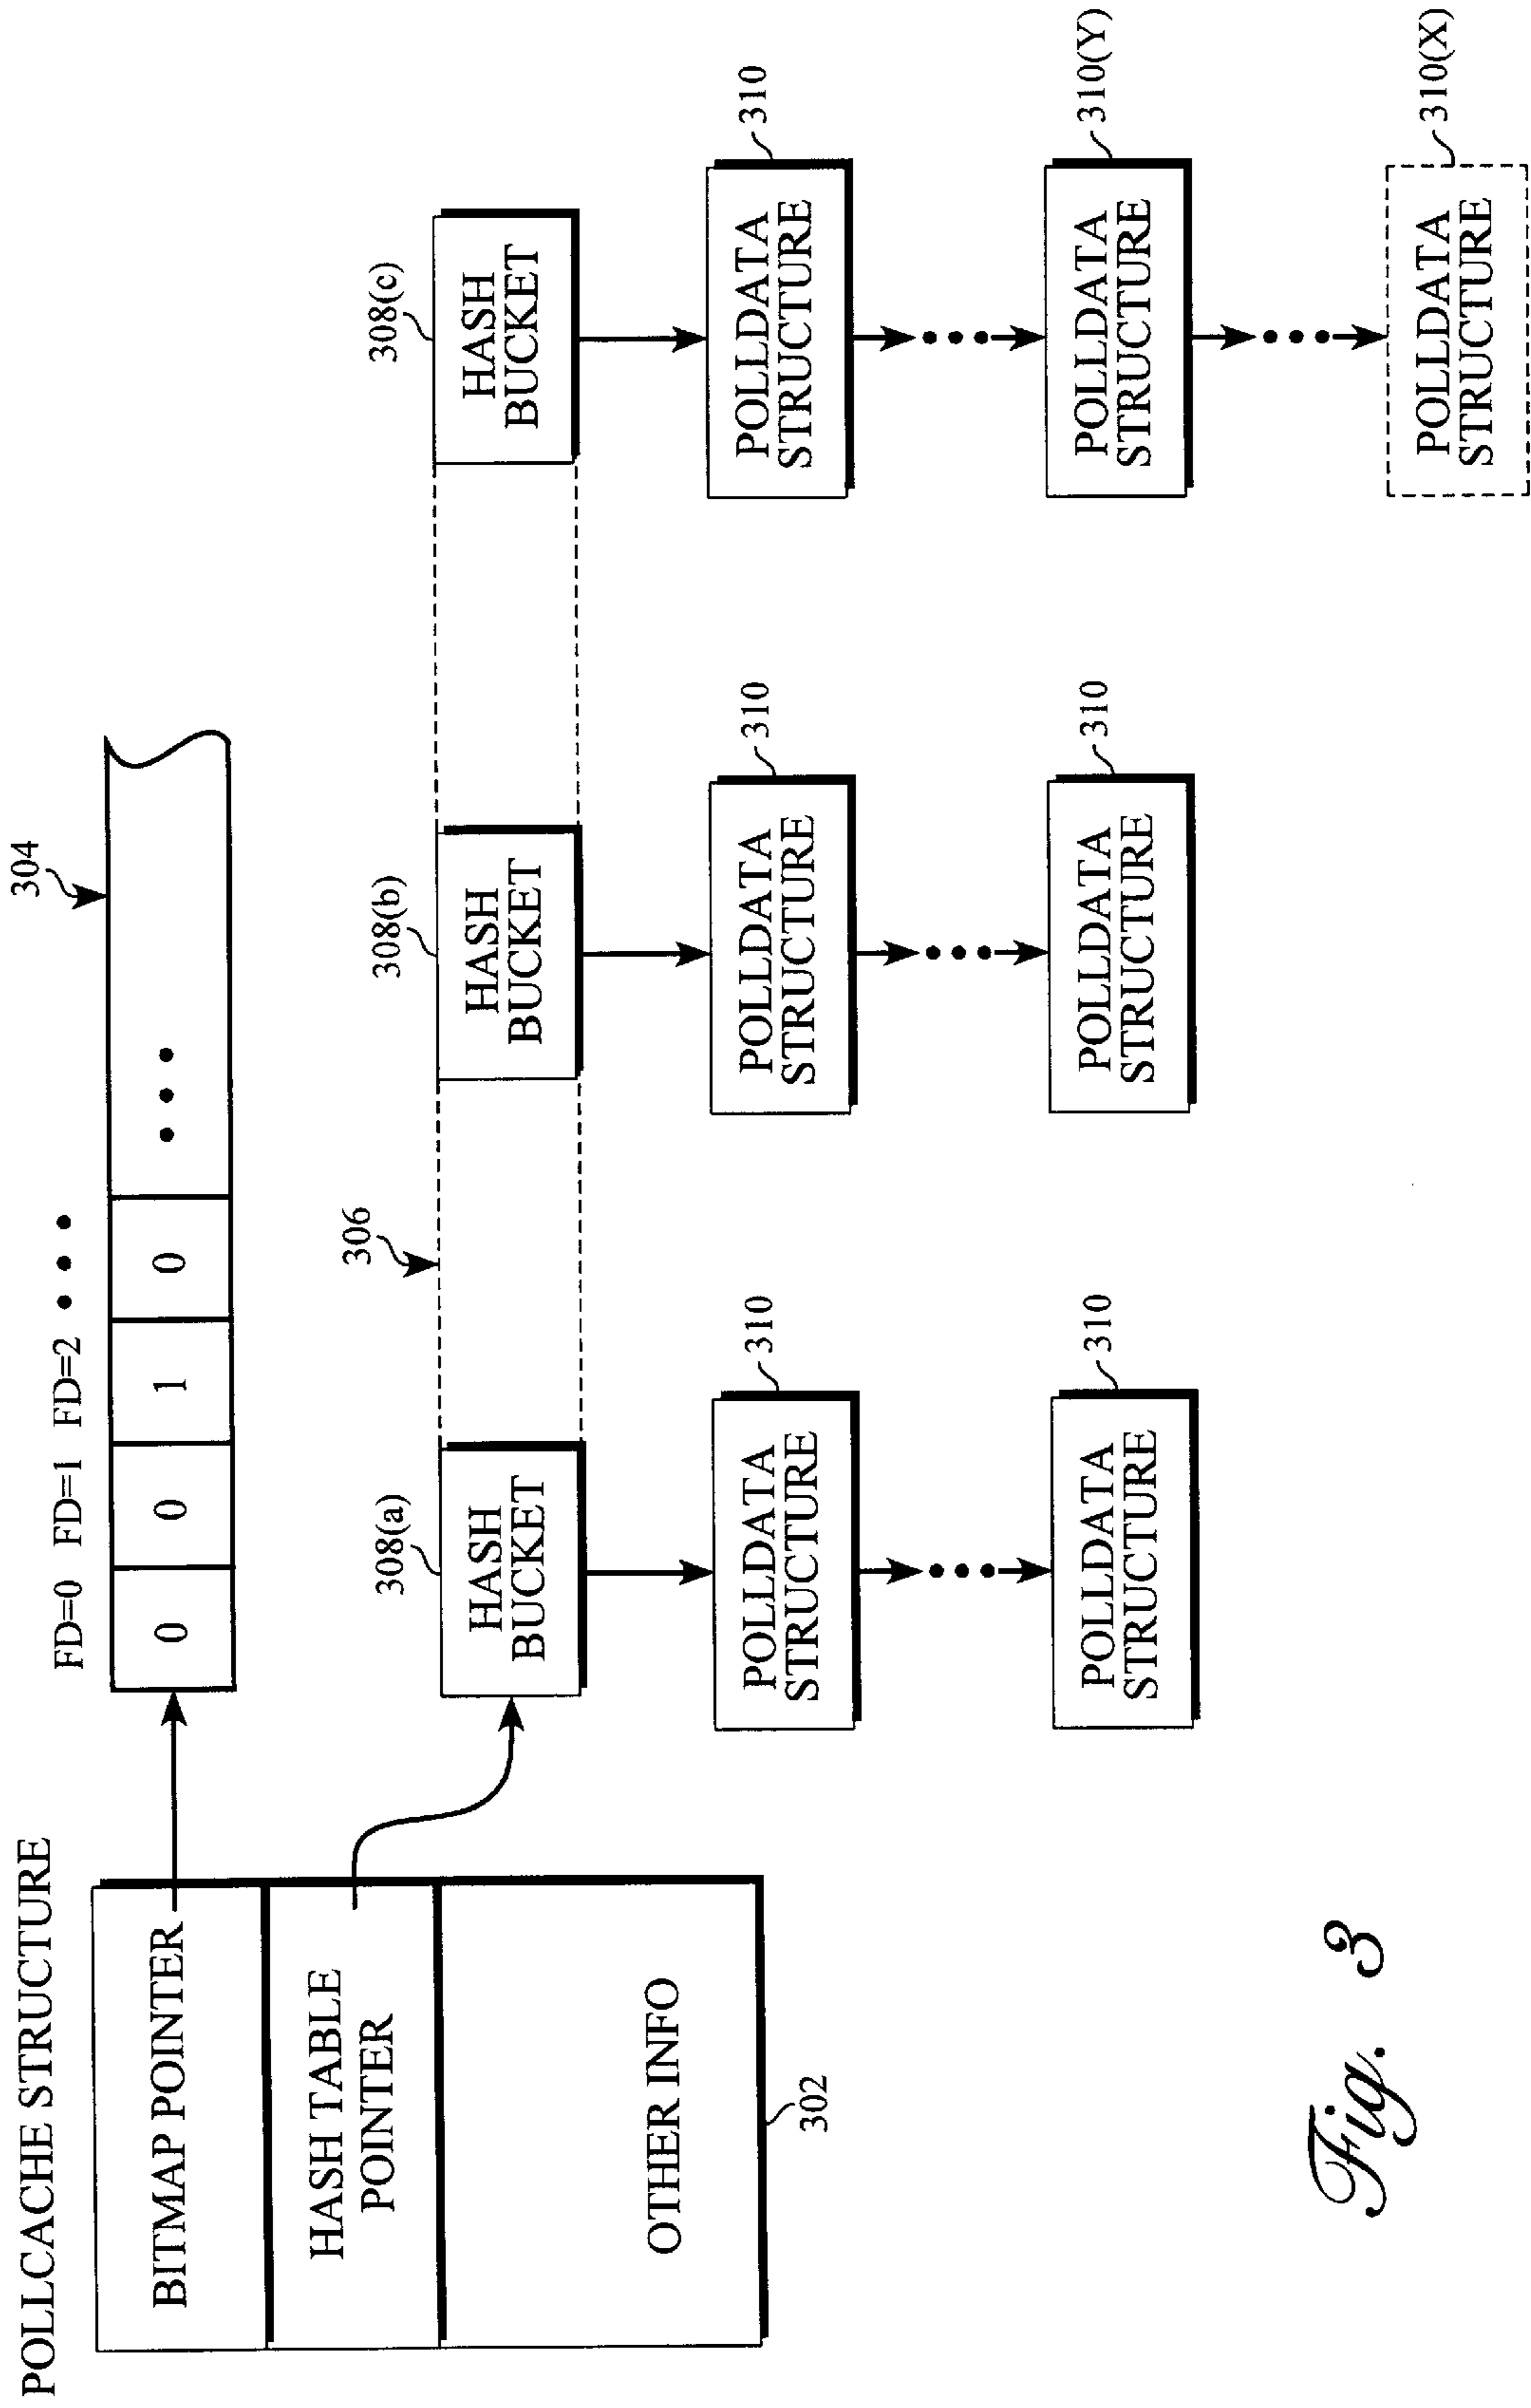 POLLCACHE STRUCTURE
BITMAP POINTER
HASH TABLE
POINTER
OTHER INFO
302
304
FD=0 FD=1 FD=2 • • •
0 0 1 0 • • •
306
308(a)
HASH
BUCKET
308(b)
HASH
BUCKET
308(c)
HASH
BUCKET
310
POLLDATA
STRUCTURE
310
POLLDATA
STRUCTURE
310
POLLDATA
STRUCTURE
310
POLLDATA
STRUCTURE
310
POLLDATA
STRUCTURE
310(Y)
POLLDATA
STRUCTURE
310(X)
POLLDATA
STRUCTURE
Fig. 3